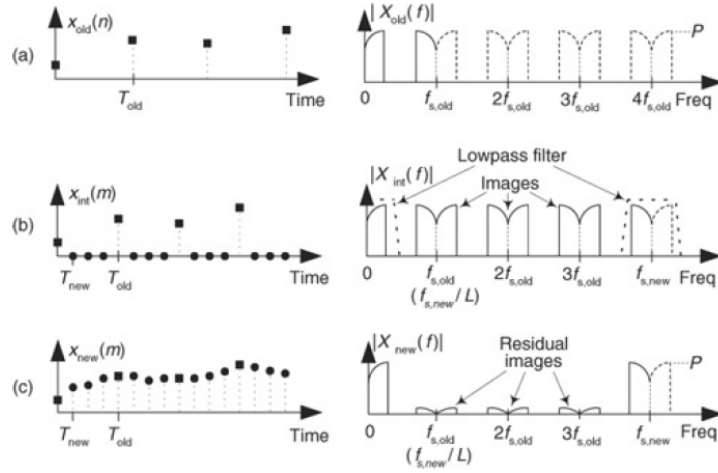 (a)
x_old(n)
T_old
Time
|X_old(f)|
P
0 f_s,old 2f_s,old 3f_s,old 4f_s,old Freq
(b)
x_int(m)
T_new T_old
Time
Lowpass filter
|X_int(f)|
Images
0 f_s,old 2f_s,old 3f_s,old f_s,new Freq
(f_s,new/L)
(c)
x_new(m)
T_new T_old
Time
|X_new(f)|
Residual
images
P
0 f_s,old 2f_s,old 3f_s,old f_s,new Freq
(f_s,new/L)